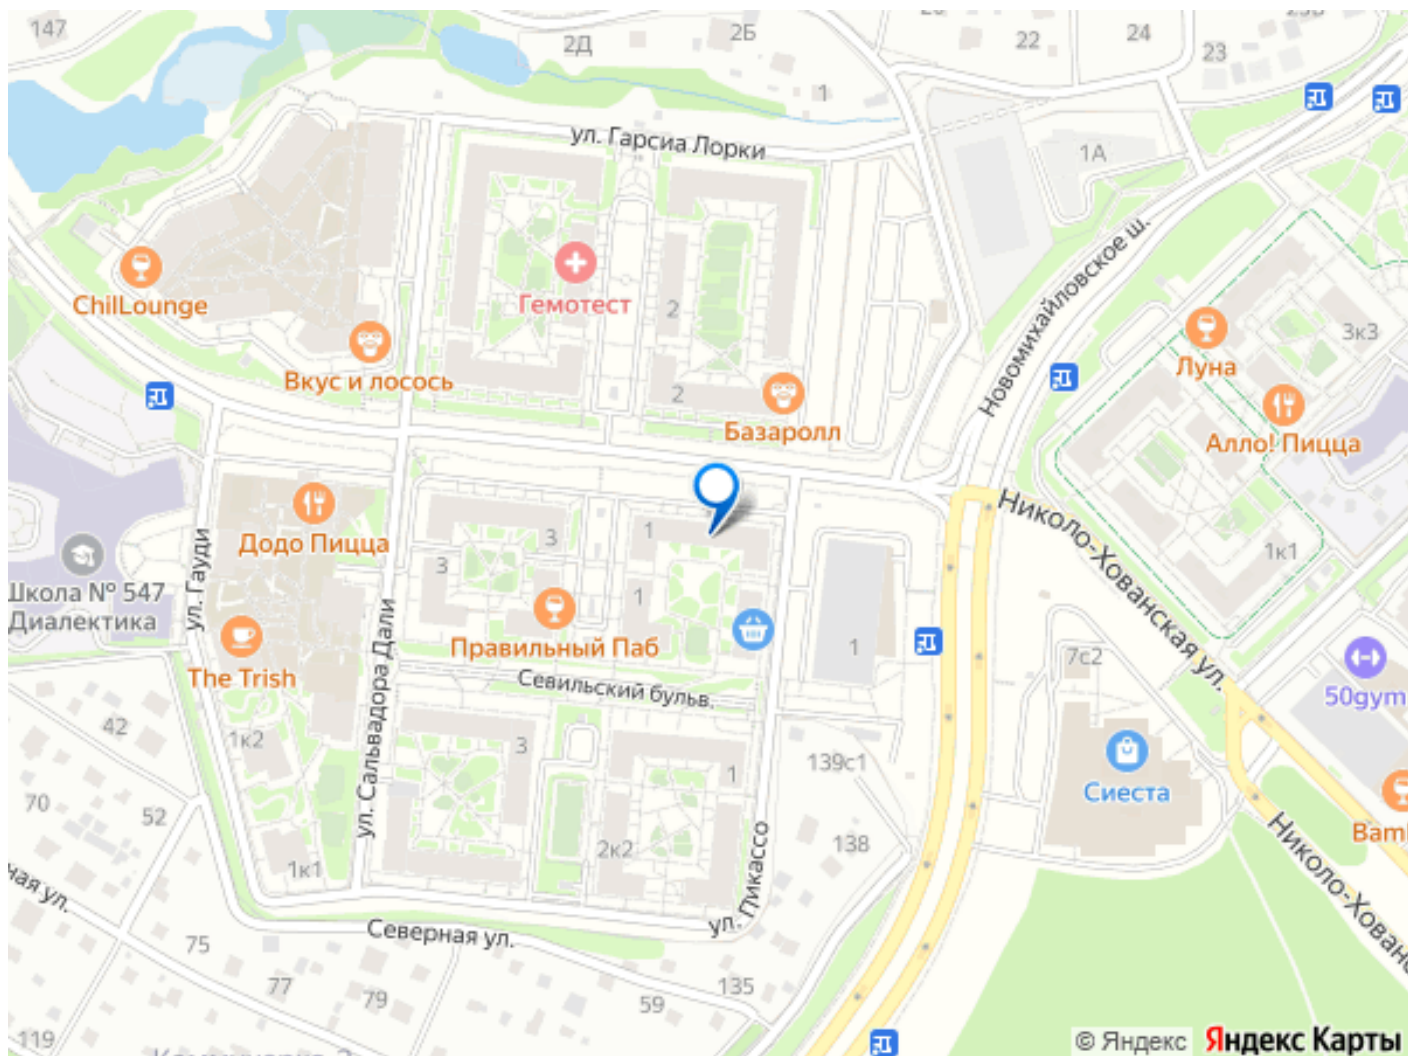 147
2Д
2Б
22
24
23
1
ул. Гарсиа Лорки
1А
Новомихайловское ш.
ChilLounge
Гемотест
2
3к3
Луна
Вкус и лосось
2
Базаролл
Алло! Пицца
Николо-Хованская ул.
Додо Пицца
3
1
1к1
3
Школа № 547
Диалектика
ул. Гауди
1
Правильный Паб
The Trish
ул. Сальвадора Дали
Севильский бульв.
1
7с2
50gym
42
1к2
3
1
139с1
Сиеста
70
52
2к2
138
1к1
ул. Пикассо
Николо-Хованс
Bam
ная ул.
Северная ул.
75
77
79
59
135
119
© Яндекс Яндекс Карты